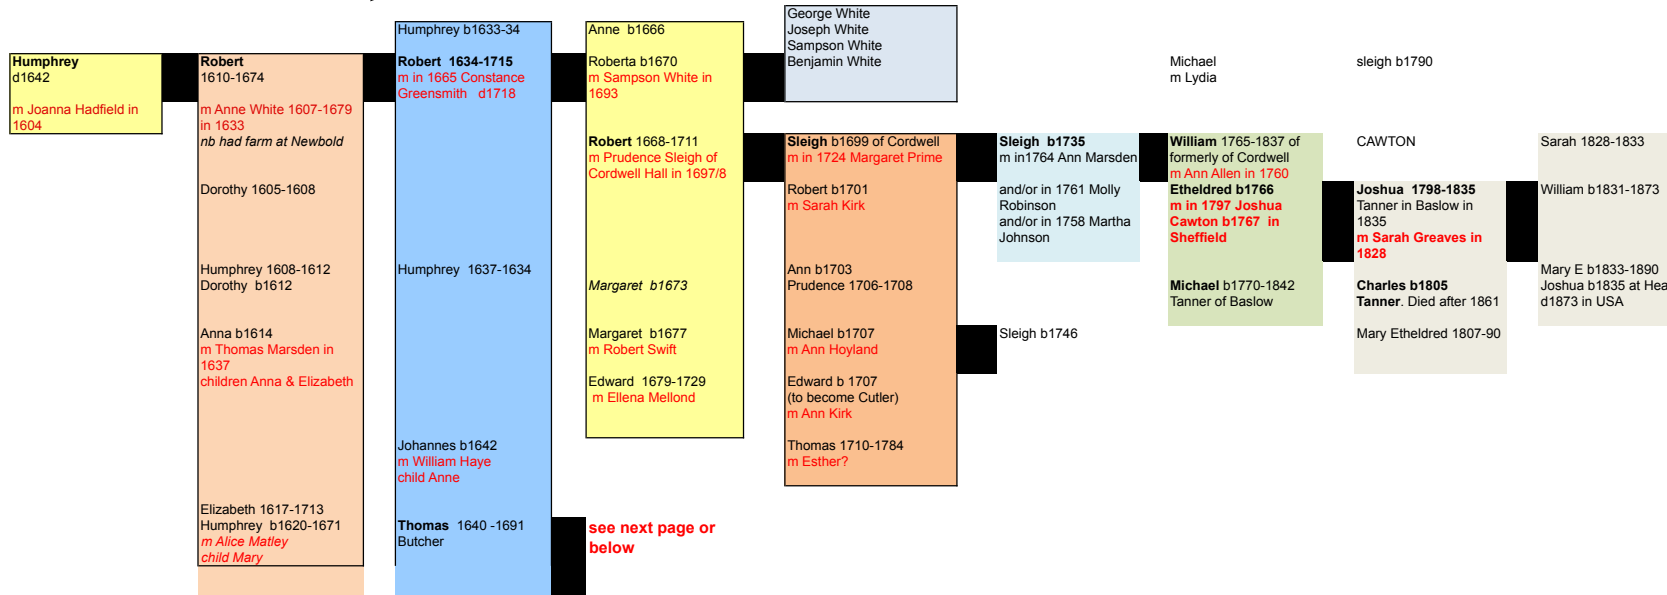 Humphrey
d1642
m Joanna Hadfield in
1604
Robert
1610-1674
m Anne White 1607-1679
in 1633
nb had farm at Newbold
Dorothy 1605-1608
Humphrey 1608-1612
Dorothy b1612
Anna b1614
m Thomas Marsden in
1637
children Anna & Elizabeth
Elizabeth 1617-1713
Humphrey b1620-1671
m Alice Matley
child Mary
Humphrey b1633-34
Robert 1634-1715
m in 1665 Constance
Greensmith d1718
Humphrey 1637-1634
Johannes b1642
m William Haye
child Anne
Thomas 1640 -1691
Butcher
Anne b1666
Roberta b1670
m Sampson White in
1693
Robert 1668-1711
m Prudence Sleigh of
Cordwell Hall in 1697/8
Margaret b1673
Margaret b1677
m Robert Swift
Edward 1679-1729
m Ellena Mellond
see next page or
below
George White
Joseph White
Sampson White
Benjamin White
Sleigh b1699 of Cordwell
m in 1724 Margaret Prime
Robert b1701
m Sarah Kirk
Ann b1703
Prudence 1706-1708
Michael b1707
m Ann Hoyland
Edward b 1707
(to become Cutler)
m Ann Kirk
Thomas 1710-1784
m Esther?
Sleigh b1735
m in1764 Ann Marsden
and/or in 1761 Molly
Robinson
and/or in 1758 Martha
Johnson
Sleigh b1746
Michael
m Lydia
William 1765-1837 of
formerly of Cordwell
m Ann Allen in 1760
Etheldred b1766
m in 1797 Joshua
Cawton b1767 in
Sheffield
Michael b1770-1842
Tanner of Baslow
sleigh b1790
CAWTON
Joshua 1798-1835
Tanner in Baslow in
1835
m Sarah Greaves in
1828
Charles b1805
Tanner. Died after 1861
Mary Etheldred 1807-90
Sarah 1828-1833
William b1831-1873
Mary E b1833-1890
Joshua b1835 at Hea
d1873 in USA